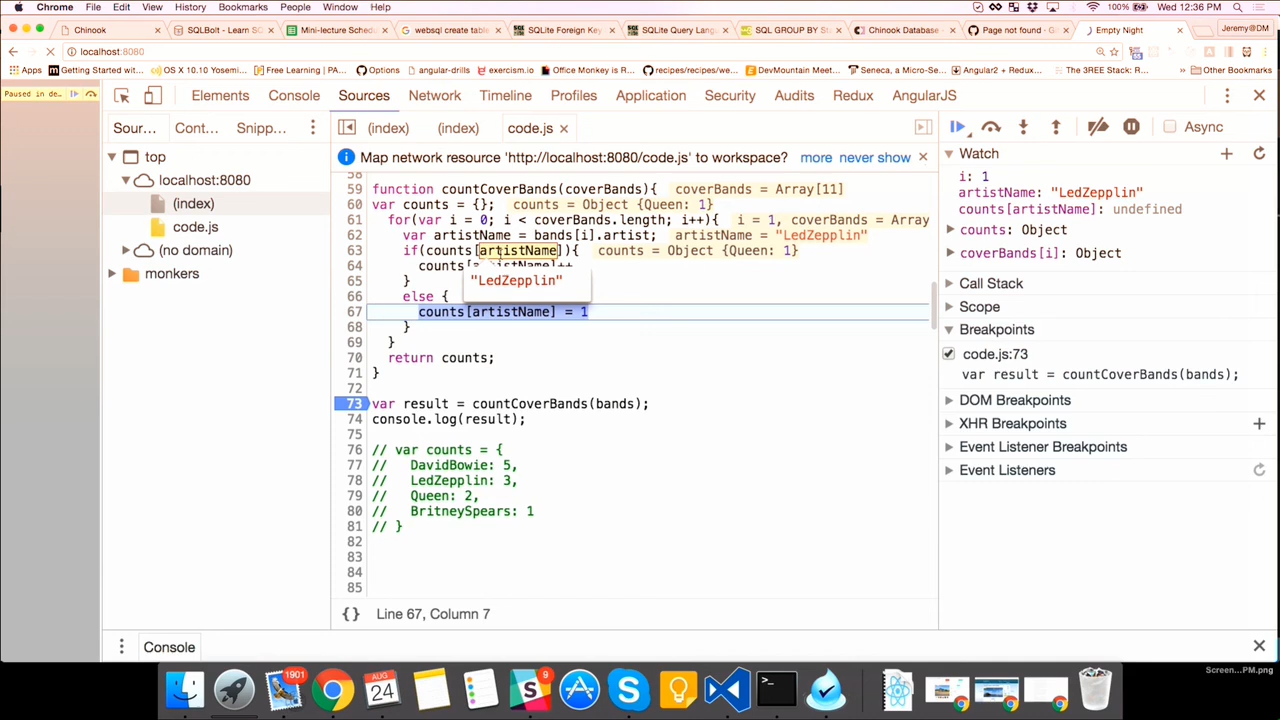 Chrome File Edit View History Bookmarks People Window Help 100% Wed 12:36 PM
Chinook SQLBolt - Learn SQ Mini-lecture Schedu websql create table SQLite Foreign Key SQLite Query Lang SQL GROUP BY St Chinook Database Page not found · Gi Empty Night Jeremy@DM
localhost:8080
Apps Getting Started wit... OS X 10.10 Yosemi... Free Learning | PA... Options angular-drills exercism.io Office Monkey is R... recipes/recipes/we... DevMountain Meet... Seneca, a Micro-Se... Angular2 + Redux... The 3REE Stack: R... » Other Bookmarks
Paused in de...
Elements Console Sources Network Timeline Profiles Application Security Audits Redux AngularJS
Sour... Cont... Snipp... (index) (index) code.js Async
Map network resource 'http://localhost:8080/code.js' to workspace? more never show
top
localhost:8080
(index)
code.js
(no domain)
monkers
58
59 function countCoverBands(coverBands){ coverBands = Array[11]
60 var counts = {}; counts = Object {Queen: 1}
61 for(var i = 0; i < coverBands.length; i++){ i = 1, coverBands = Array
62 var artistName = bands[i].artist; artistName = "LedZepplin"
63 if(counts[artistName]){ counts = Object {Queen: 1}
64 counts[artistName]++
"LedZepplin"
65 }
66 else {
67 counts[artistName] = 1
68 }
69 }
70 return counts;
71 }
72
73 var result = countCoverBands(bands);
74 console.log(result);
75
76 // var counts = {
77 // DavidBowie: 5,
78 // LedZepplin: 3,
79 // Queen: 2,
80 // BritneySpears: 1
81 // }
82
83
84
85
{} Line 67, Column 7
Watch
i: 1
artistName: "LedZepplin"
counts[artistName]: undefined
counts: Object
coverBands[i]: Object
Call Stack
Scope
Breakpoints
code.js:73
var result = countCoverBands(bands);
DOM Breakpoints
XHR Breakpoints
Event Listener Breakpoints
Event Listeners
Console
1901 AUG 24 9
Screen...PM.png